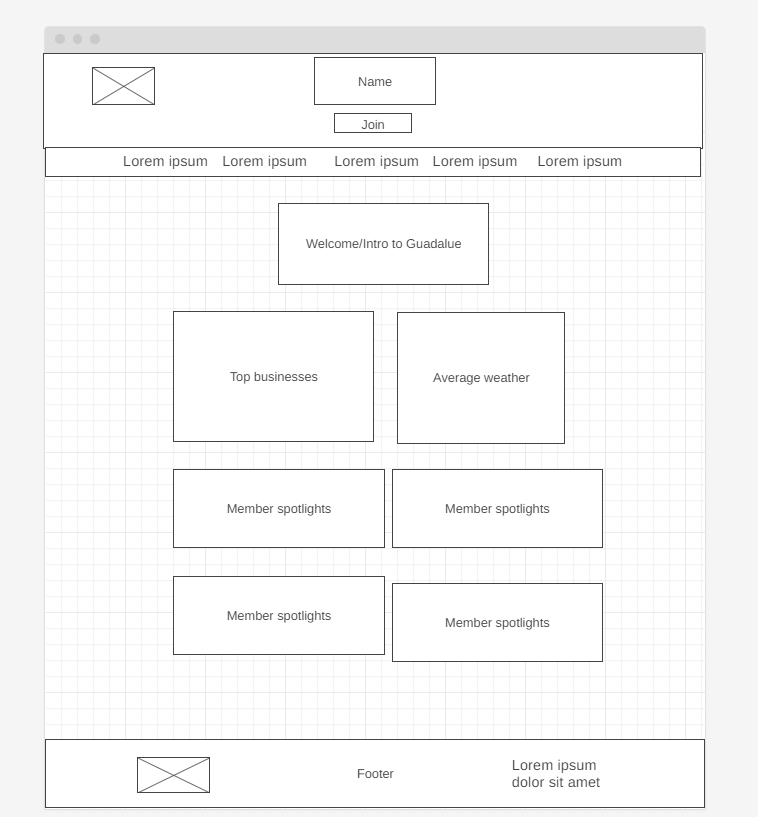 Name
Join
Lorem ipsum Lorem ipsum Lorem ipsum Lorem ipsum Lorem ipsum
Welcome/Intro to Guadalue
Top businesses
Average weather
Member spotlights
Member spotlights
Member spotlights
Member spotlights
Footer
Lorem ipsum
dolor sit amet